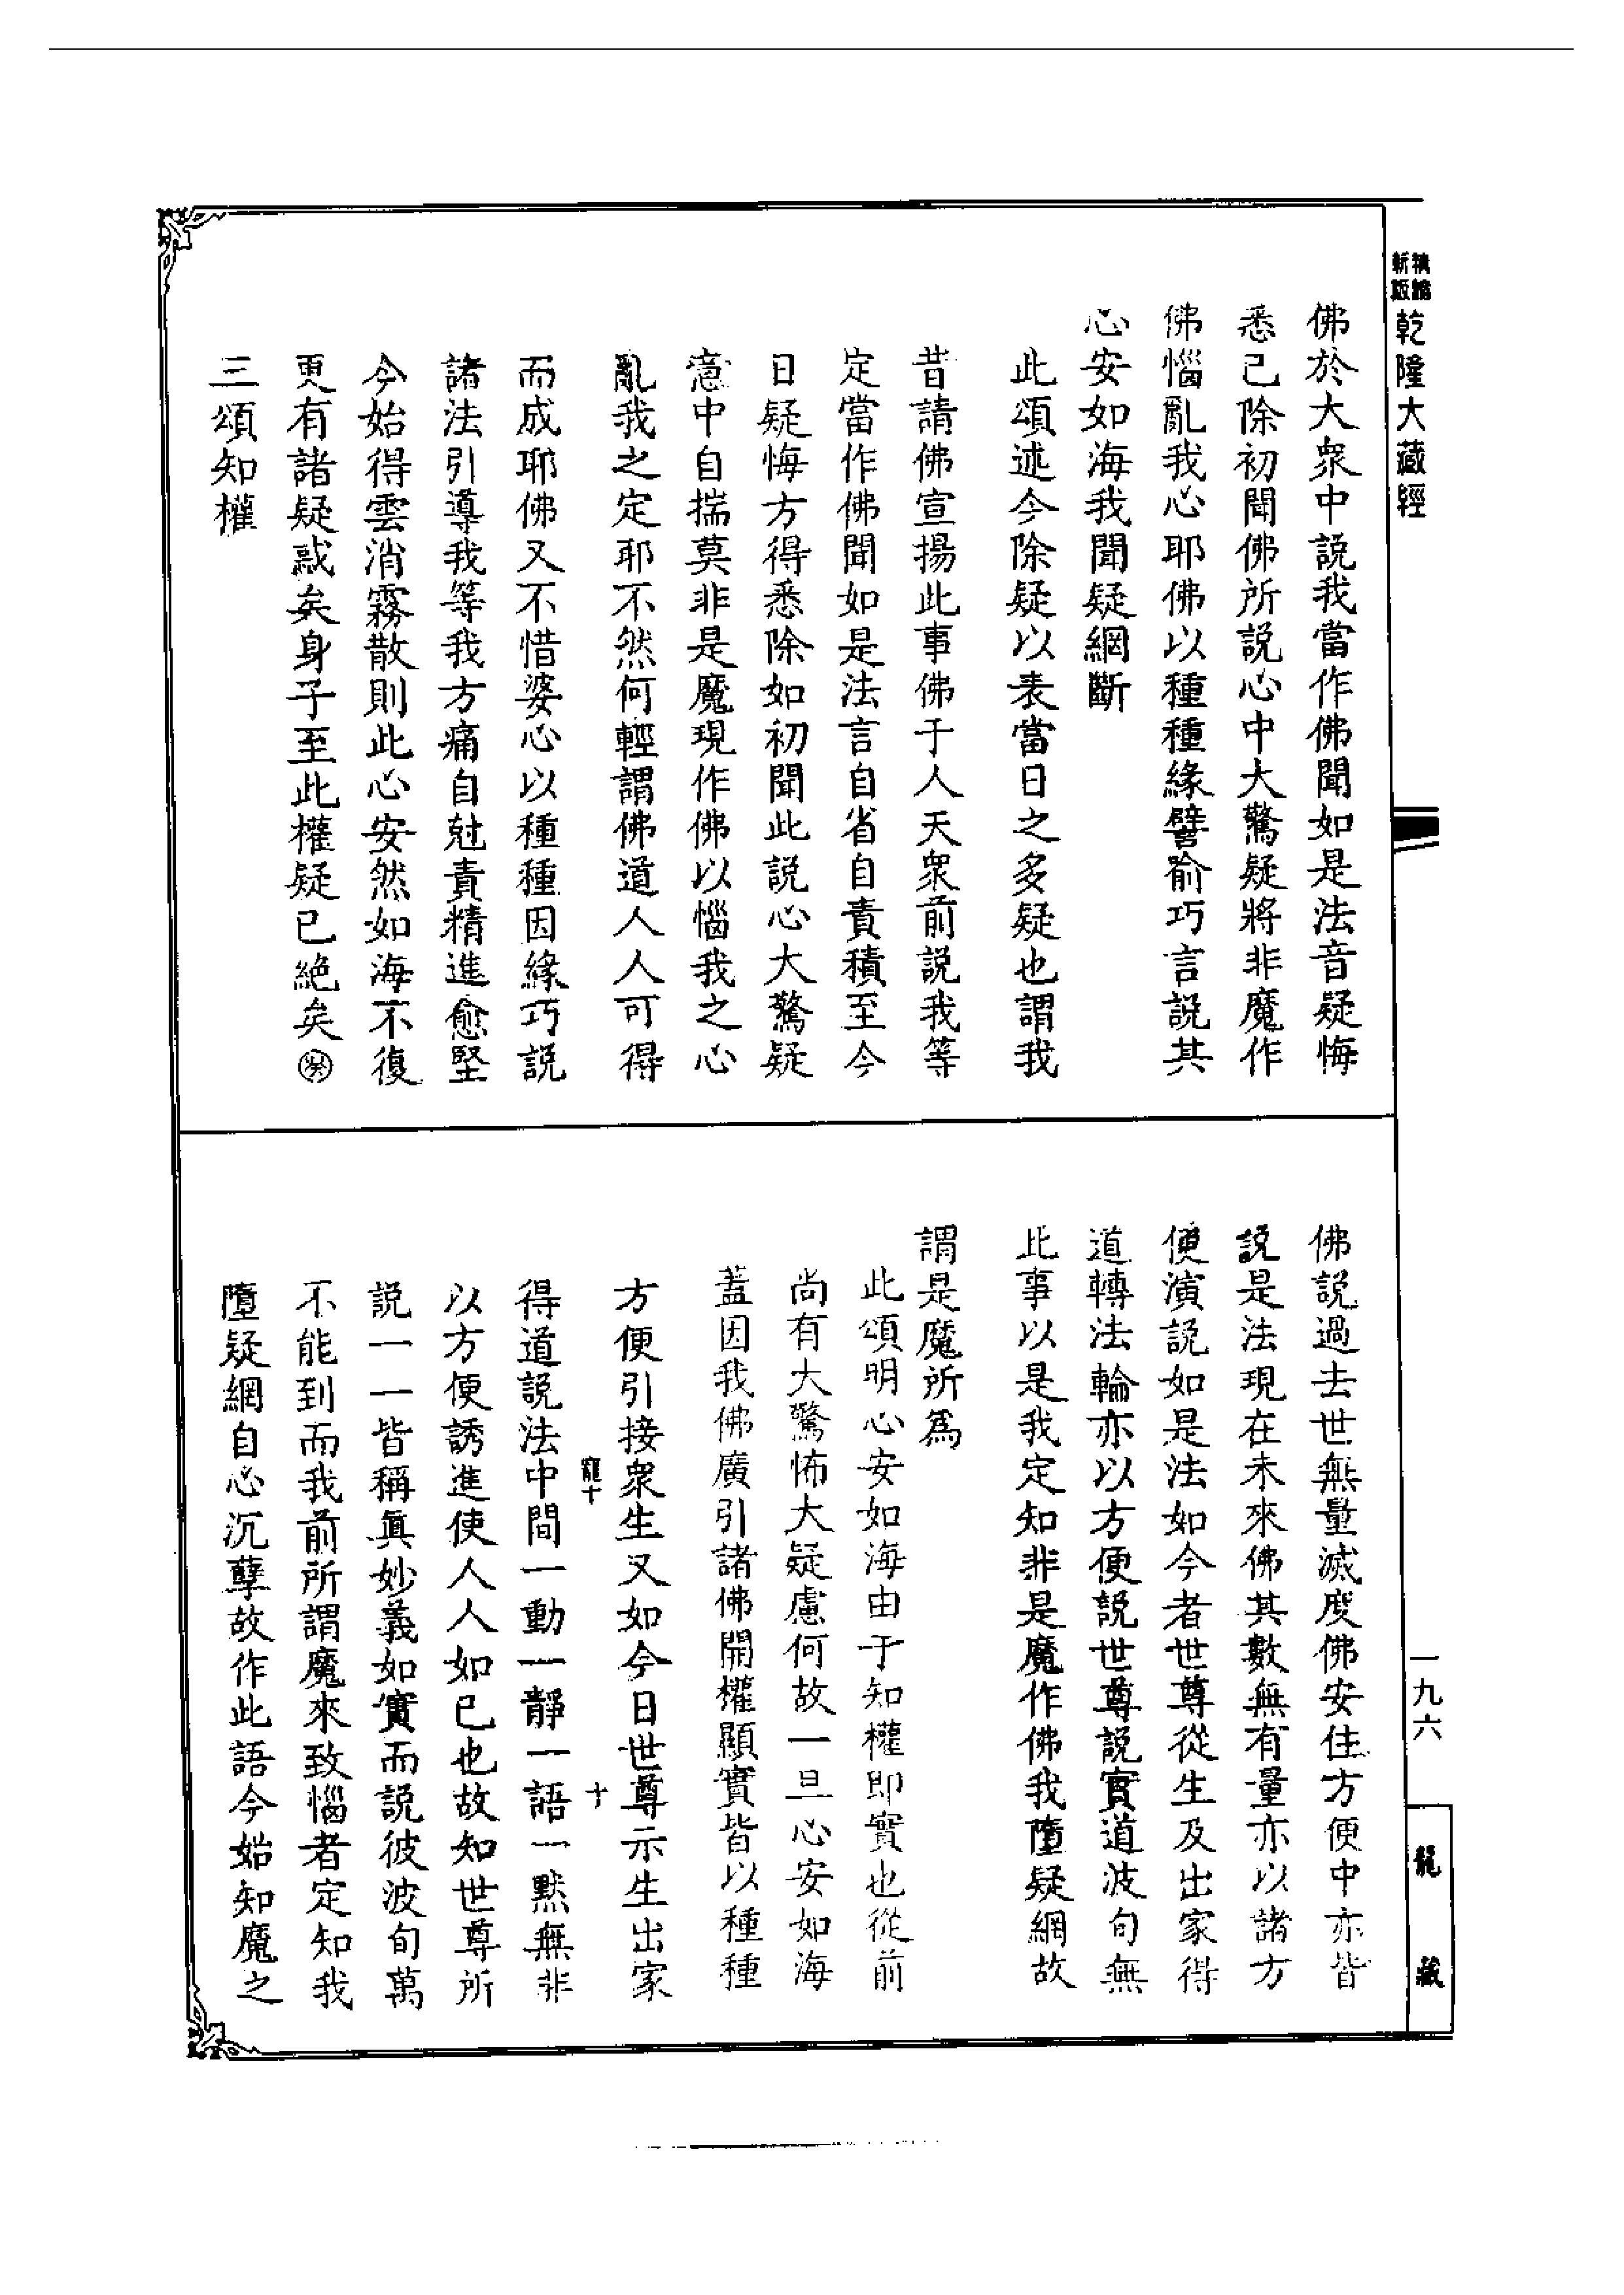 乾隆大藏經
佛於大衆中說我當作佛聞如是法音疑悔
悉已除初聞佛所說心中大驚疑將非魔作
佛惱亂我心耶佛以種種緣譬喻巧言說其
心安如海我聞疑網斷
此頌述今除疑以表當日之多疑也謂我
昔請佛宣揚此事佛于人天衆前說我等
定當作佛聞如是法言自省自責積至今
日疑悔方得悉除如初聞此說心大驚疑
意中自揣莫非是魔現作佛以惱我之心
亂我之定耶不然何輕謂佛道人人可得
而成耶佛又不惜婆心以種種因緣巧說
諸法引導我等我方痛自尅責精進愈堅
今始得雲消霧散則此心安然如海不復
更有諸疑惑矣身子至此權疑已絕矣
三頌知權
佛說過去世無量滅度佛安住方便中亦皆
說是法現在未來佛其數無有量亦以諸方
便演說如是法如今者世尊從生及出家得
道轉法輪亦以方便說世尊說實道波旬無
此事以是我定知非是魔作佛我墮疑網故
謂是魔所爲
此頌明心安如海由于知權即實也從前
尚有大驚怖大疑慮何故一旦心安如海
蓋因我佛廣引諸佛開權顯實皆以種種
方便引接衆生又如今日世尊示生出家
得道說法中間一動一靜一語一默無非
以方便誘進使人人如已也故知世尊所
說一一皆稱眞妙義如實而說彼波旬萬
不能到而我前所謂魔來致惱者定知我
墮疑網自心沉孽故作此語今始知魔之
一九六
龍藏